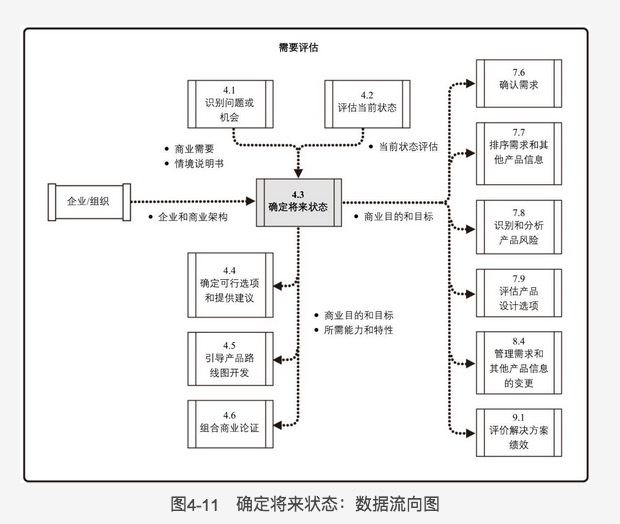 需要评估
4.1
识别问题或
机会
4.2
评估当前状态
● 商业需要
● 情境说明书
● 当前状态评估
企业/组织
● 企业和商业架构
4.3
确定将来状态
● 商业目的和目标
4.4
确定可行选项
和提供建议
● 商业目的和目标
● 所需能力和特性
4.5
引导产品路
线图开发
4.6
组合商业论证
7.6
确认需求
7.7
排序需求和其
他产品信息
7.8
识别和分析
产品风险
7.9
评估产品
设计选项
8.4
管理需求和
其他产品信息
的变更
9.1
评价解决方案
绩效
图4-11 确定将来状态：数据流向图